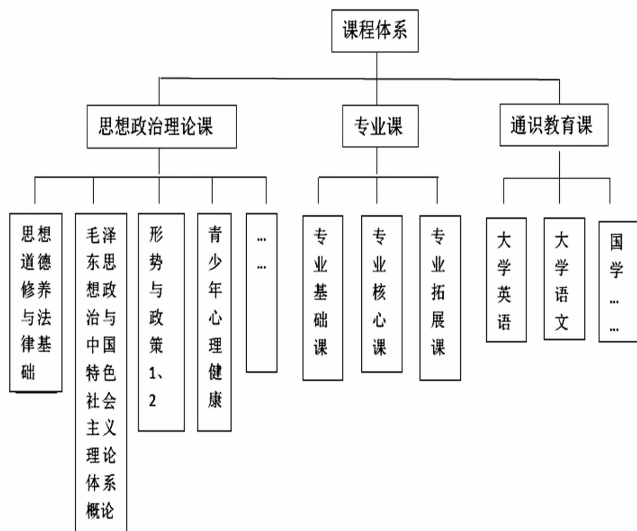 课程体系
思想政治理论课
专业课
通识教育课
思想道德修养与法律基础
毛泽东思想政治与中国特色社会主义理论体系概论
形势与政策1、2
青少年心理健康
……
专业基础课
专业核心课
专业拓展课
大学英语
大学语文
国学……